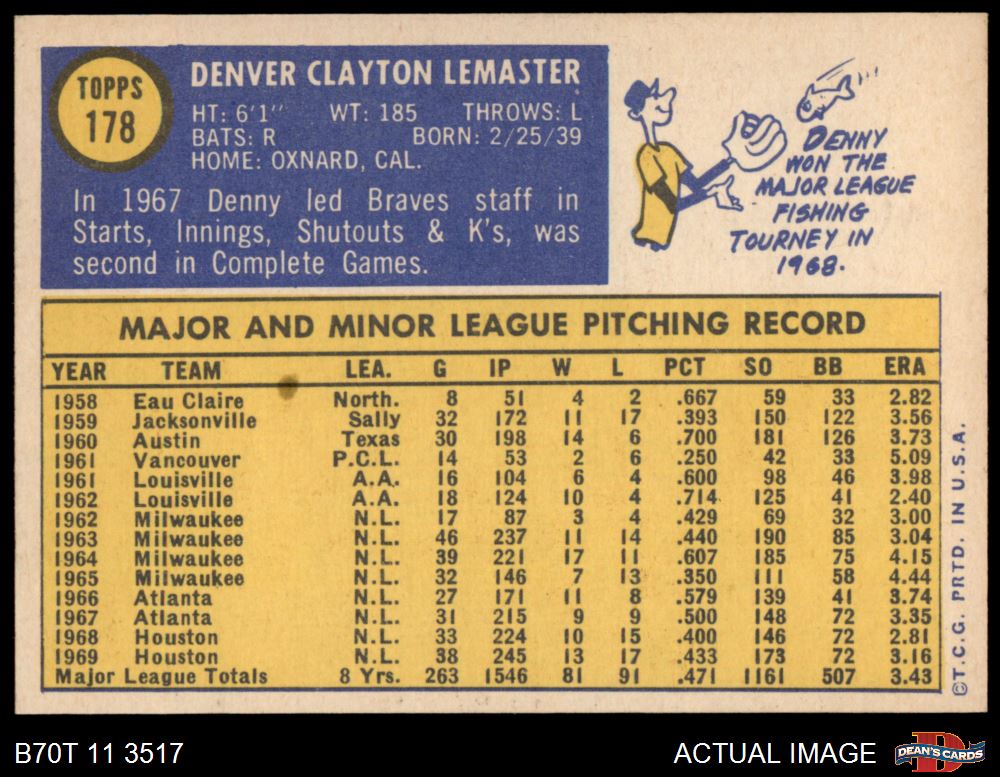 TOPPS
178
DENVER CLAYTON LEMASTER
HT: 6'1" WT: 185 THROWS: L
BATS: R BORN: 2/25/39
HOME: OXNARD, CAL.
In 1967 Denny led Braves staff in
Starts, Innings, Shutouts & K's, was
second in Complete Games.
DENNY
WON THE
MAJOR LEAGUE
FISHING
TOURNEY IN
1968.
MAJOR AND MINOR LEAGUE PITCHING RECORD
YEAR TEAM LEA. G IP W L PCT SO BB ERA
1958 Eau Claire North. 8 51 4 2 .667 59 33 2.82
1959 Jacksonville Sally 32 172 11 17 .393 150 122 3.56
1960 Austin Texas 30 198 14 6 .700 181 126 3.73
1961 Vancouver P.C.L. 14 53 2 6 .250 42 33 5.09
1961 Louisville A.A. 16 104 6 4 .600 98 46 3.98
1962 Louisville A.A. 18 124 10 4 .714 125 41 2.40
1962 Milwaukee N.L. 17 87 3 4 .429 69 32 3.00
1963 Milwaukee N.L. 46 237 11 14 .440 190 85 3.04
1964 Milwaukee N.L. 39 221 17 11 .607 185 75 4.15
1965 Milwaukee N.L. 32 146 7 13 .350 111 58 4.44
1966 Atlanta N.L. 27 171 11 8 .579 139 41 3.74
1967 Atlanta N.L. 31 215 9 9 .500 148 72 3.35
1968 Houston N.L. 33 224 10 15 .400 146 72 2.81
1969 Houston N.L. 38 245 13 17 .433 173 72 3.16
Major League Totals 8 Yrs. 263 1546 81 91 .471 1161 507 3.43
©T.C.G. PRTD. IN U.S.A.
B70T 11 3517
ACTUAL IMAGE
DEAN'S CARDS